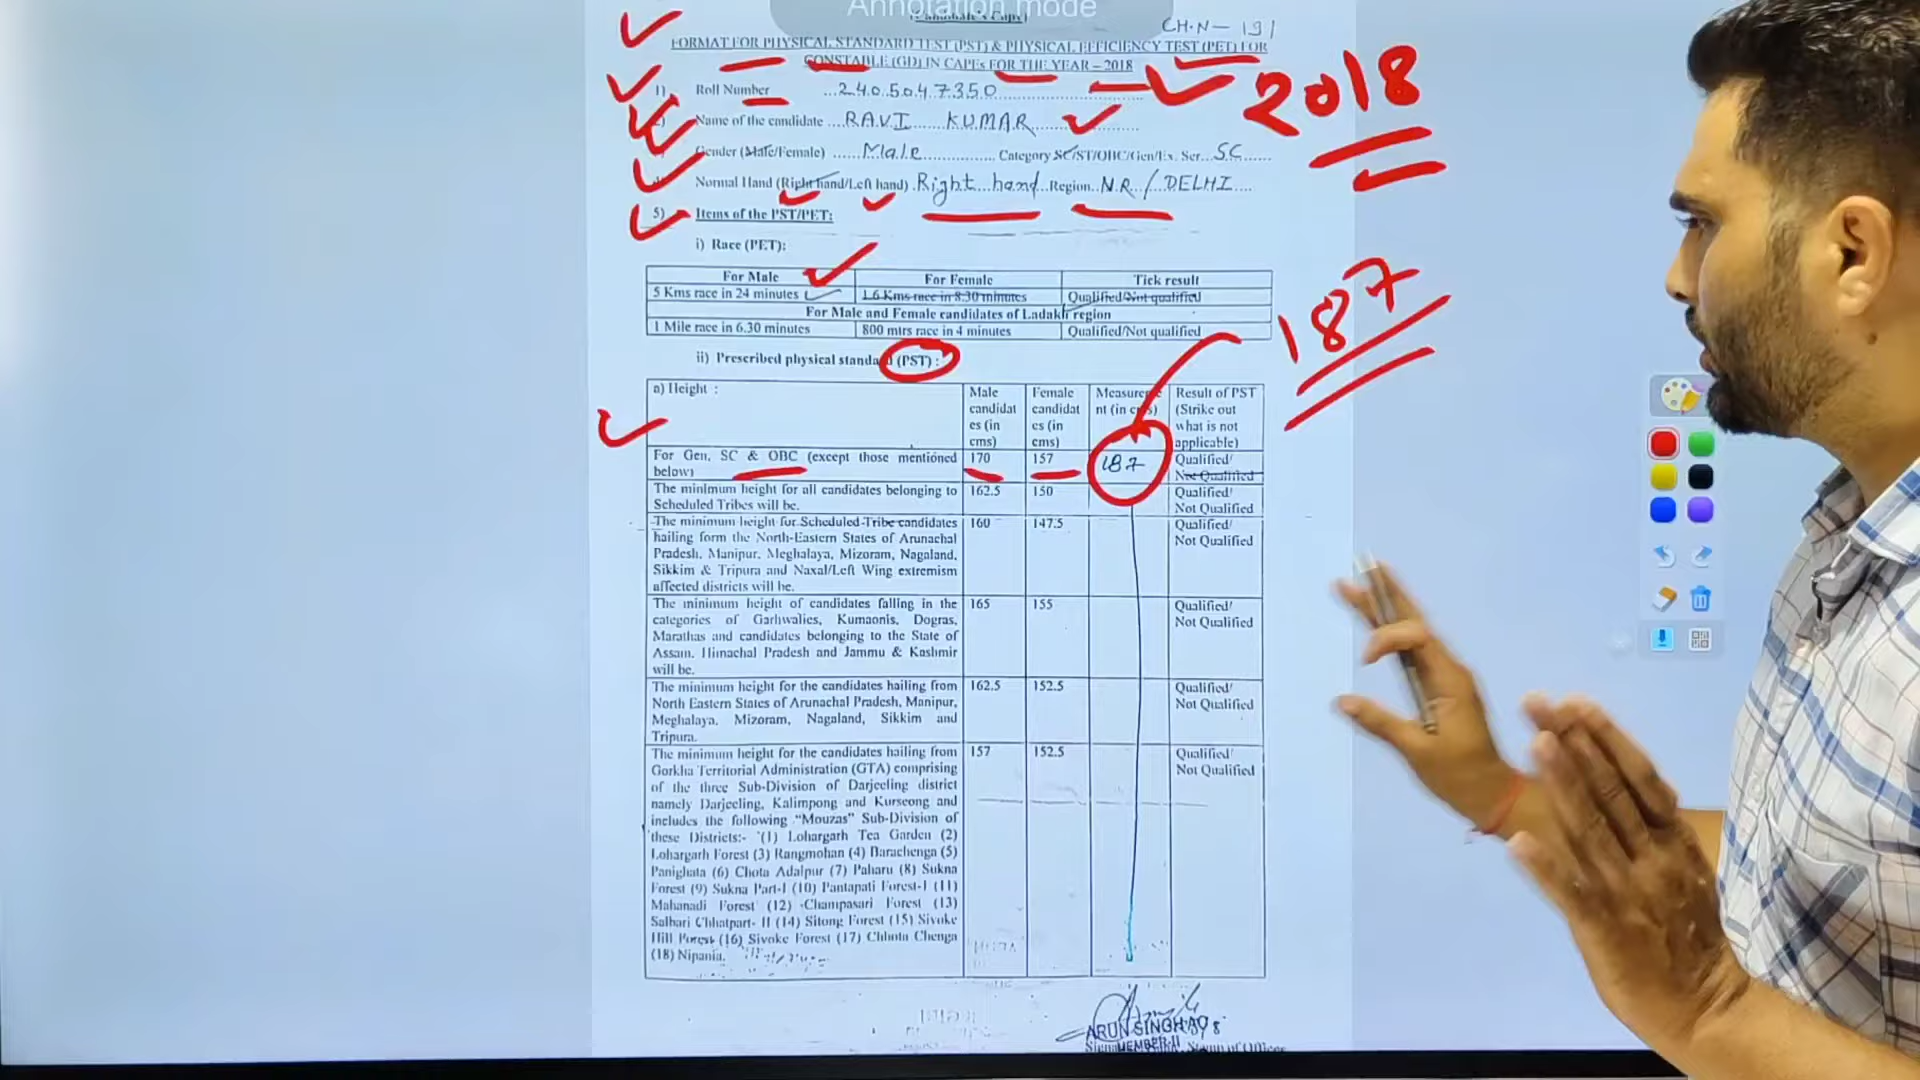 Annotation mode
(Candidate's Copy)
CH.N - 191
FORMAT FOR PHYSICAL STANDARD TEST (PST) & PHYSICAL EFFICIENCY TEST (PET) FOR
CONSTABLE (GD) IN CAPFs FOR THE YEAR – 2018
2018
1) Roll Number ...2405047350
2) Name of the candidate ....RAVI KUMAR
Gender (Male/Female) ......Male............... Category SC/ST/OBC/Gen/Ex. Ser...SC......
Normal Hand (Right hand/Left hand) .Right...hand..Region..N.R./.DELHI....
5) Items of the PST/PET:
i) Race (PET):
For Male For Female Tick result
5 Kms race in 24 minutes 1.6 Kms race in 8.30 minutes Qualified/Not qualified
For Male and Female candidates of Ladakh region
1 Mile race in 6.30 minutes 800 mtrs race in 4 minutes Qualified/Not qualified
187
ii) Prescribed physical standard (PST) :
a) Height : Male candidates (in cms) Female candidates (in cms) Measurement (in cms) Result of PST
(Strike out
what is not
applicable)
For Gen, SC & OBC (except those mentioned 170 157 187 Qualified/
below) Not Qualified
The minimum height for all candidates belonging to 162.5 150 Qualified/
Scheduled Tribes will be. Not Qualified
The minimum height for Scheduled Tribe candidates 160 147.5 Qualified/
hailing form the North-Eastern States of Arunachal Not Qualified
Pradesh, Manipur, Meghalaya, Mizoram, Nagaland,
Sikkim & Tripura and Naxal/Left Wing extremism
affected districts will be.
The minimum height of candidates falling in the 165 155 Qualified/
categories of Garhwalies, Kumaonis, Dogras, Not Qualified
Marathas and candidates belonging to the State of
Assam, Himachal Pradesh and Jammu & Kashmir
will be.
The minimum height for the candidates hailing from 162.5 152.5 Qualified/
North Eastern States of Arunachal Pradesh, Manipur, Not Qualified
Meghalaya, Mizoram, Nagaland, Sikkim and
Tripura.
The minimum height for the candidates hailing from 157 152.5 Qualified/
Gorkha Territorial Administration (GTA) comprising Not Qualified
of the three Sub-Division of Darjeeling district
namely Darjeeling, Kalimpong and Kurseong and
includes the following "Mouzas" Sub-Division of
these Districts:- (1) Lohargarh Tea Garden (2)
Lohargarh Forest (3) Rangmohan (4) Barachenga (5)
Panighata (6) Chota Adalpur (7) Paharu (8) Sukna
Forest (9) Sukna Part-I (10) Pantapati Forest-I (11)
Mahanadi Forest (12) Champasari Forest (13)
Salbari Chhatpart- II (14) Sitong Forest (15) Sivoke
Hill Forest (16) Sivoke Forest (17) Chhota Chenga
(18) Nipania.
ARUN SINGH
MEMBER-II